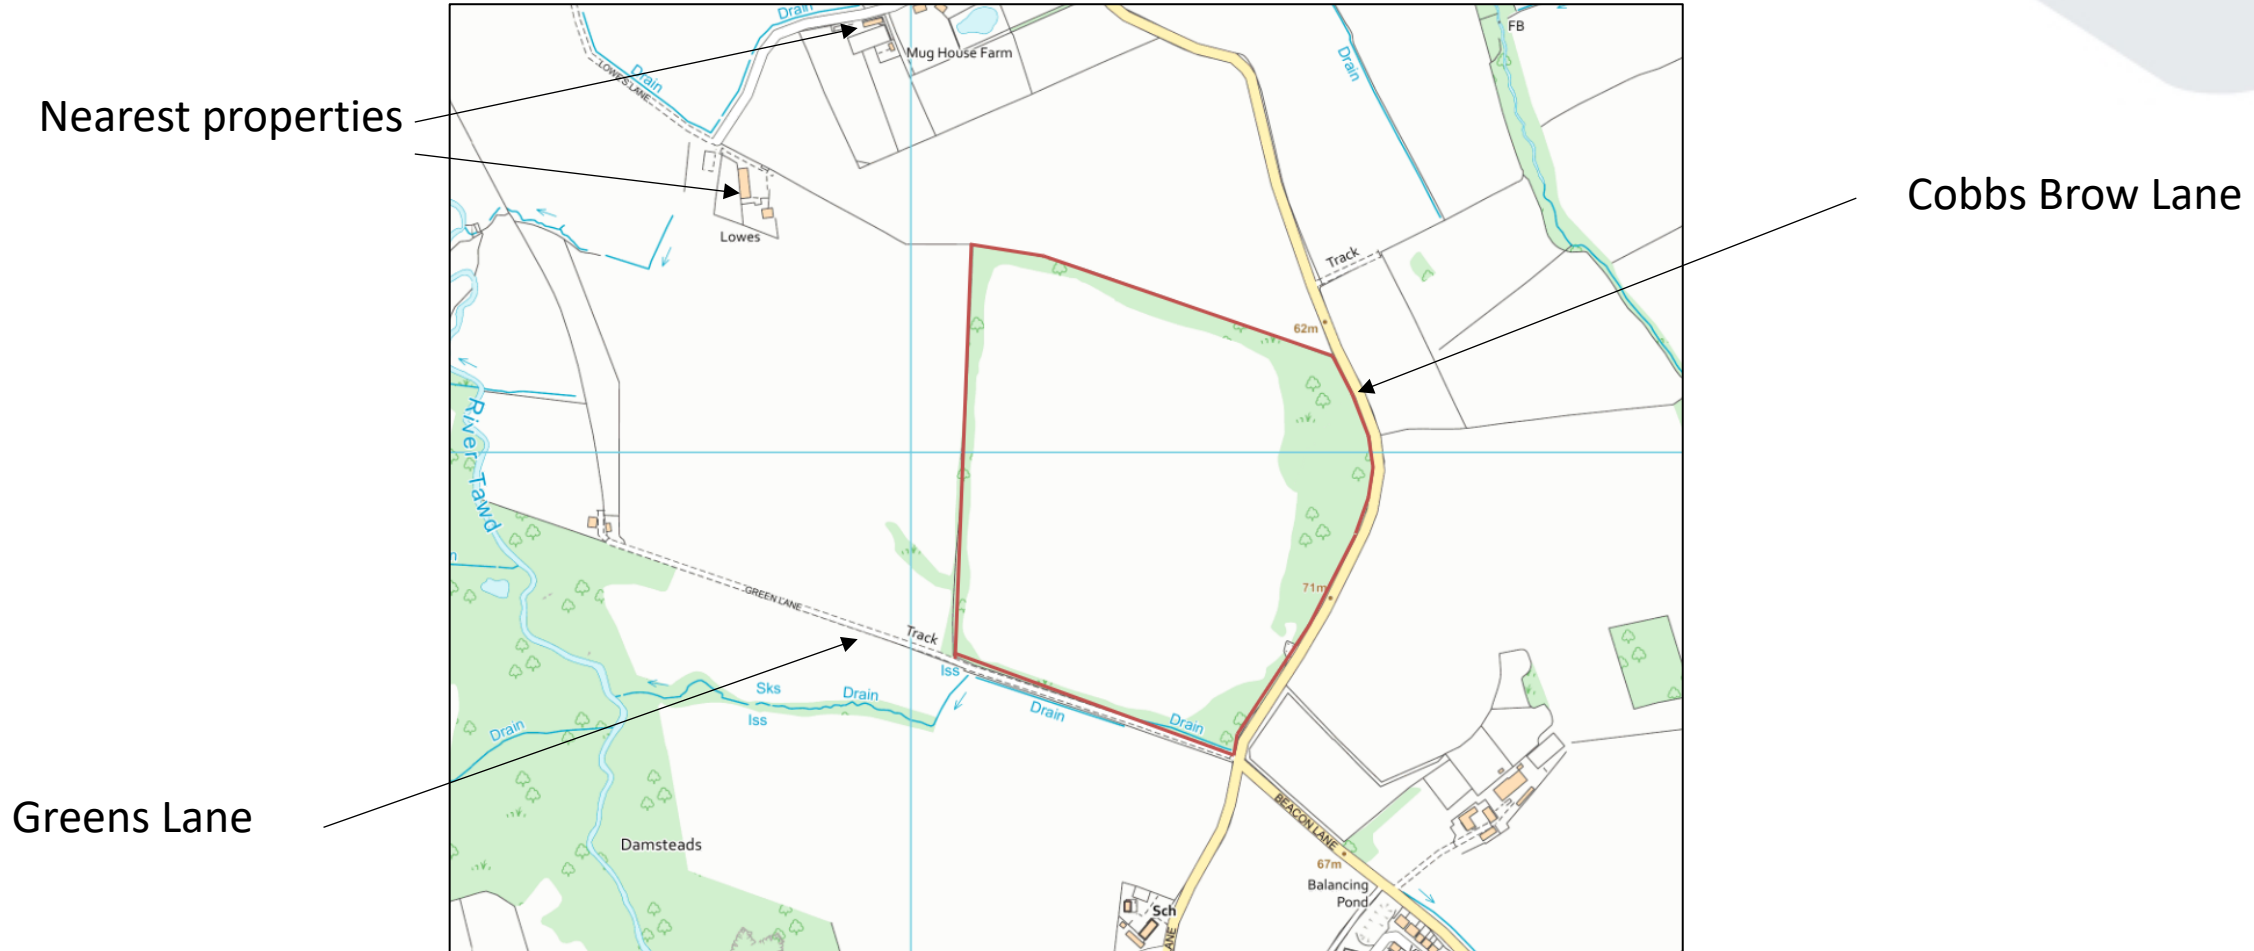 Drain
FB
Mug House Farm
Drain
Drain
LOWES LANE
Nearest properties
Cobbs Brow Lane
Lowes
Track
62m
River Tawd
71m
GREEN LANE
Track
Iss
Sks
Drain
Iss
Drain
Drain
Drain
Greens Lane
BEACON LANE
Damsteads
67m
Balancing
Pond
Sch
ANE
n